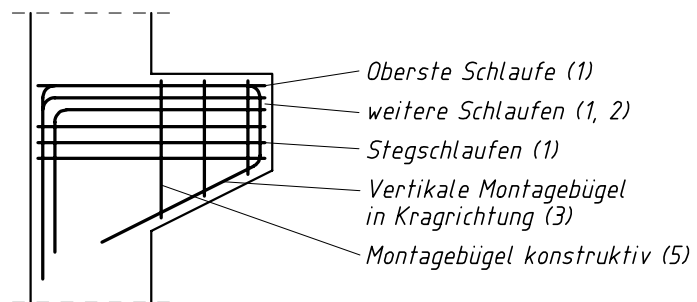 Oberste Schlaufe (1)
weitere Schlaufen (1, 2)
Stegschlaufen (1)
Vertikale Montagebügel
in Kragrichtung (3)
Montagebügel konstruktiv (5)